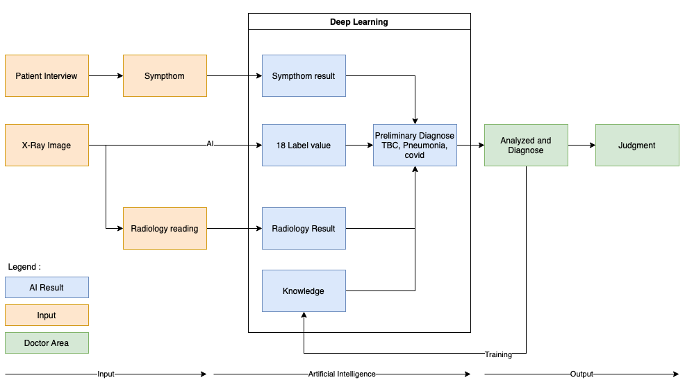 Deep Learning
Patient Interview
Sympthom
Sympthom result
X-Ray Image
AI
18 Label value
Preliminary Diagnose
TBC, Pneumonia,
covid
Analyzed and
Diagnose
Judgment
Radiology reading
Radiology Result
Legend :
AI Result
Knowledge
Input
Doctor Area
Training
Input
Artificial Intelligence
Output